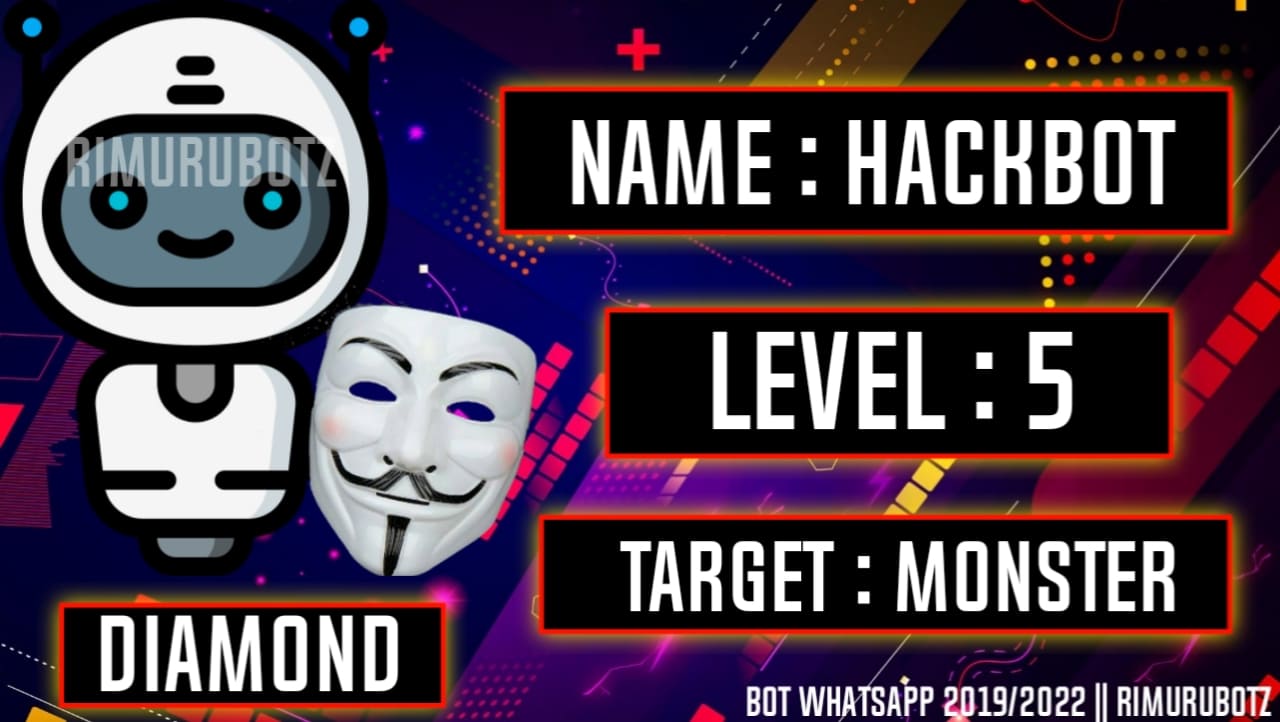 RIMURUBOTZ
NAME : HACKBOT
LEVEL : 5
TARGET : MONSTER
DIAMOND
BOT WHATSAPP 2019/2022 || RIMURUBOTZ